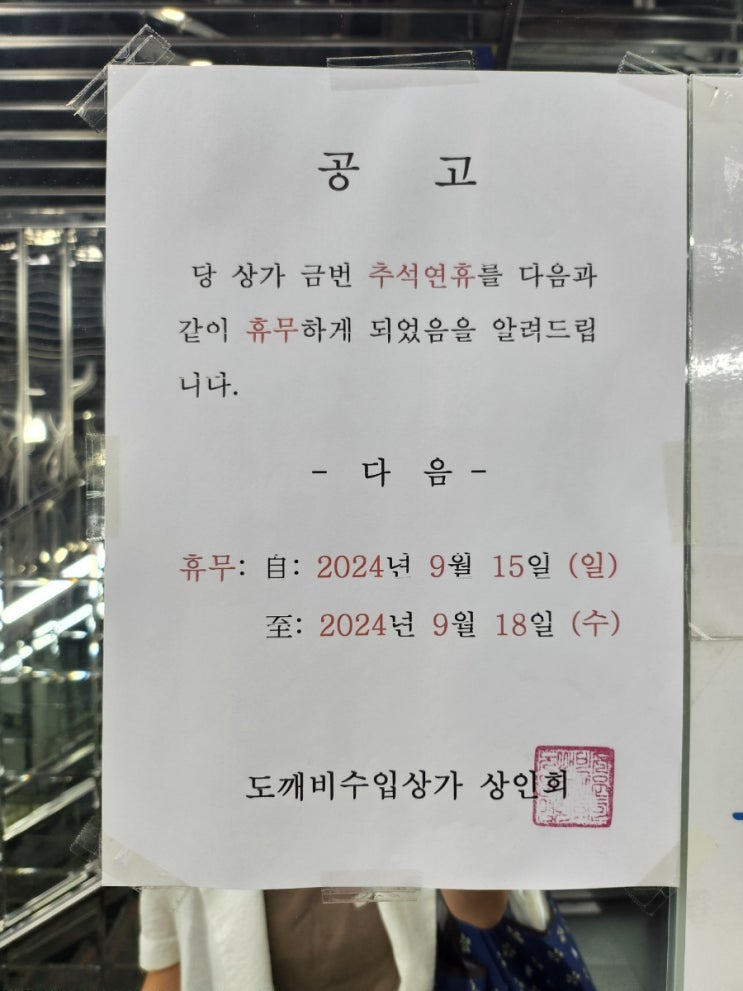 공 고
당 상가 금번 추석연휴를 다음과
같이 휴무하게 되었음을 알려드립
니다.
- 다 음 -
휴무: 自: 2024년 9월 15일 (일)
至: 2024년 9월 18일 (수)
도깨비수입상가 상인회